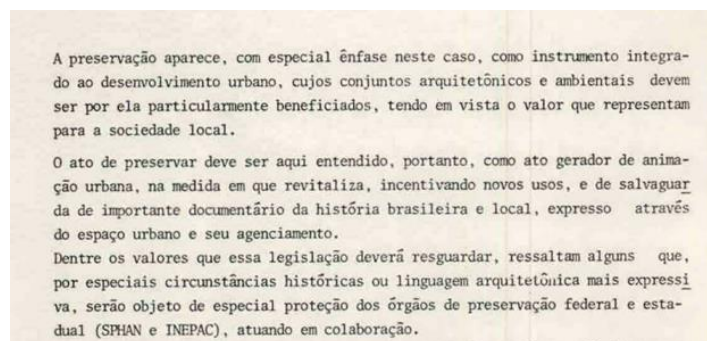 A preservação aparece, com especial ênfase neste caso, como instrumento integra-
do ao desenvolvimento urbano, cujos conjuntos arquitetônicos e ambientais devem
ser por ela particularmente beneficiados, tendo em vista o valor que representam
para a sociedade local.
O ato de preservar deve ser aqui entendido, portanto, como ato gerador de anima-
ção urbana, na medida em que revitaliza, incentivando novos usos, e de salvaguar
da de importante documentário da história brasileira e local, expresso através
do espaço urbano e seu agenciamento.
Dentre os valores que essa legislação deverá resguardar, ressaltam alguns que,
por especiais circunstâncias históricas ou linguagem arquitetônica mais expressi
va, serão objeto de especial proteção dos órgãos de preservação federal e esta-
dual (SPHAN e INEPAC), atuando em colaboração.